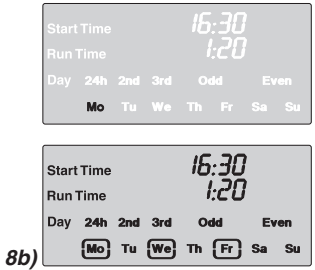 Start Time 16:30
Run Time 1:20
Day 24h 2nd 3rd Odd Even
Mo Tu We Th Fr Sa Su
Start Time 16:30
Run Time 1:20
Day 24h 2nd 3rd Odd Even
8b) Mo Tu We Th Fr Sa Su